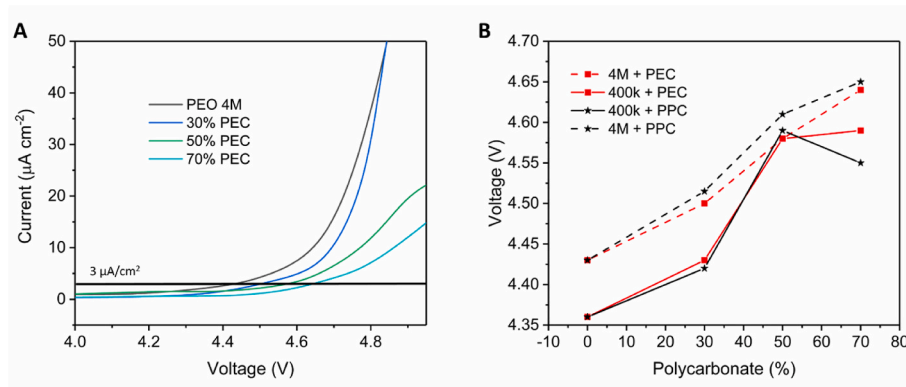 A
Current (µA cm-2)
50
40
30
20
10
0
PEO 4M
30% PEC
50% PEC
70% PEC
3 µA/cm2
4.0
4.2
4.4
4.6
4.8
Voltage (V)
B
Voltage (V)
4.70
4.65
4.60
4.55
4.50
4.45
4.40
4.35
4M + PEC
400k + PEC
400k + PPC
4M + PPC
-10
0
10
20
30
40
50
60
70
80
Polycarbonate (%)